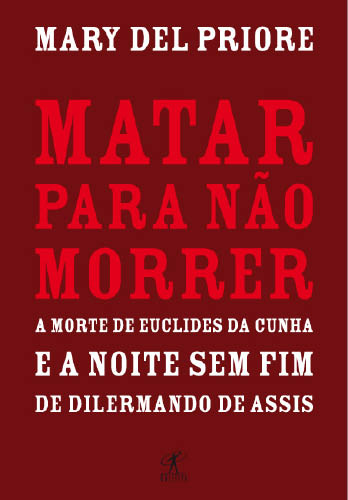 MARY DEL PRIORE
MATAR
PARA NÃO
MORRER
A MORTE DE EUCLIDES DA CUNHA
E A NOITE SEM FIM
DE DILERMANDO DE ASSIS